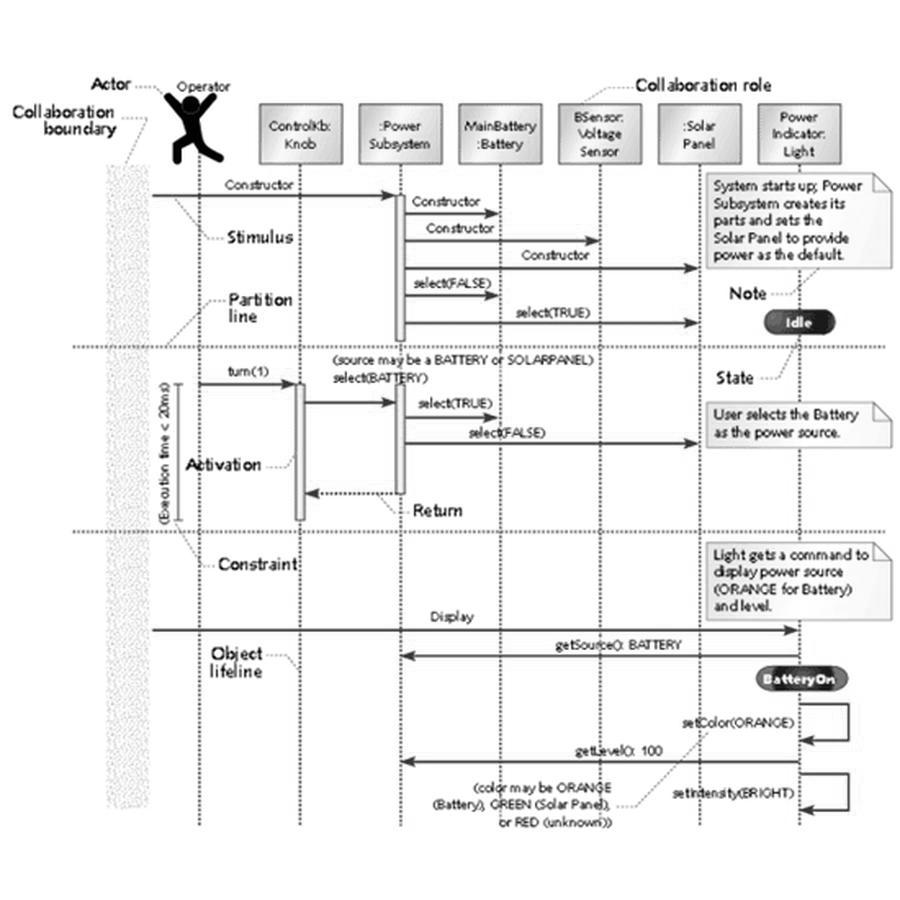 Actor
Operator
Collaboration role
Collaboration
boundary
ControlKb:
Knob
:Power
Subsystem
MainBattery
:Battery
BSensor:
Voltage
Sensor
:Solar
Panel
Power
Indicator:
Light
Constructor
System starts up; Power
Subsystem creates its
parts and sets the
Solar Panel to provide
power as the default.
Constructor
Constructor
Stimulus
Constructor
select(FALSE)
Note
Partition
line
select(TRUE)
Idle
(source may be a BATTERY or SOLARPANEL)
turn(1)
select(BATTERY)
State
(Execution time < 20ms)
select(TRUE)
User selects the Battery
as the power source.
select(FALSE)
Activation
Return
Constraint
Light gets a command to
display power source
(ORANGE for Battery)
and level.
Display
getSource(): BATTERY
Object
lifeline
BatteryOn
setColor(ORANGE)
getLevel(): 100
(color may be ORANGE
(Battery), GREEN (Solar Panel),
or RED (unknown))
setIntensity(BRIGHT)